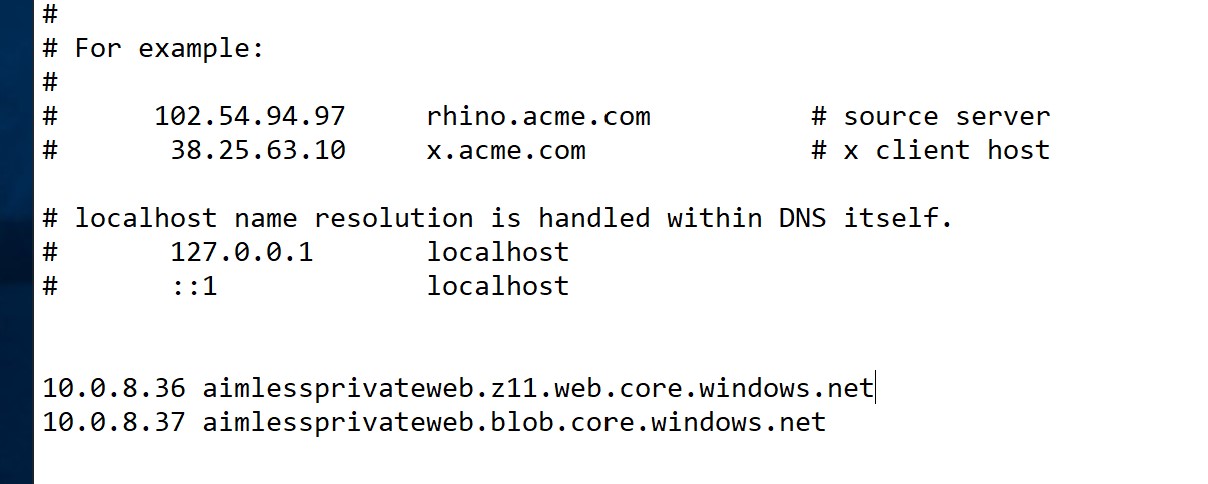 #
# For example:
#
#      102.54.94.97     rhino.acme.com          # source server
#       38.25.63.10     x.acme.com              # x client host
# localhost name resolution is handled within DNS itself.
#       127.0.0.1       localhost
#       ::1             localhost
10.0.8.36 aimlessprivateweb.z11.web.core.windows.net
10.0.8.37 aimlessprivateweb.blob.core.windows.net